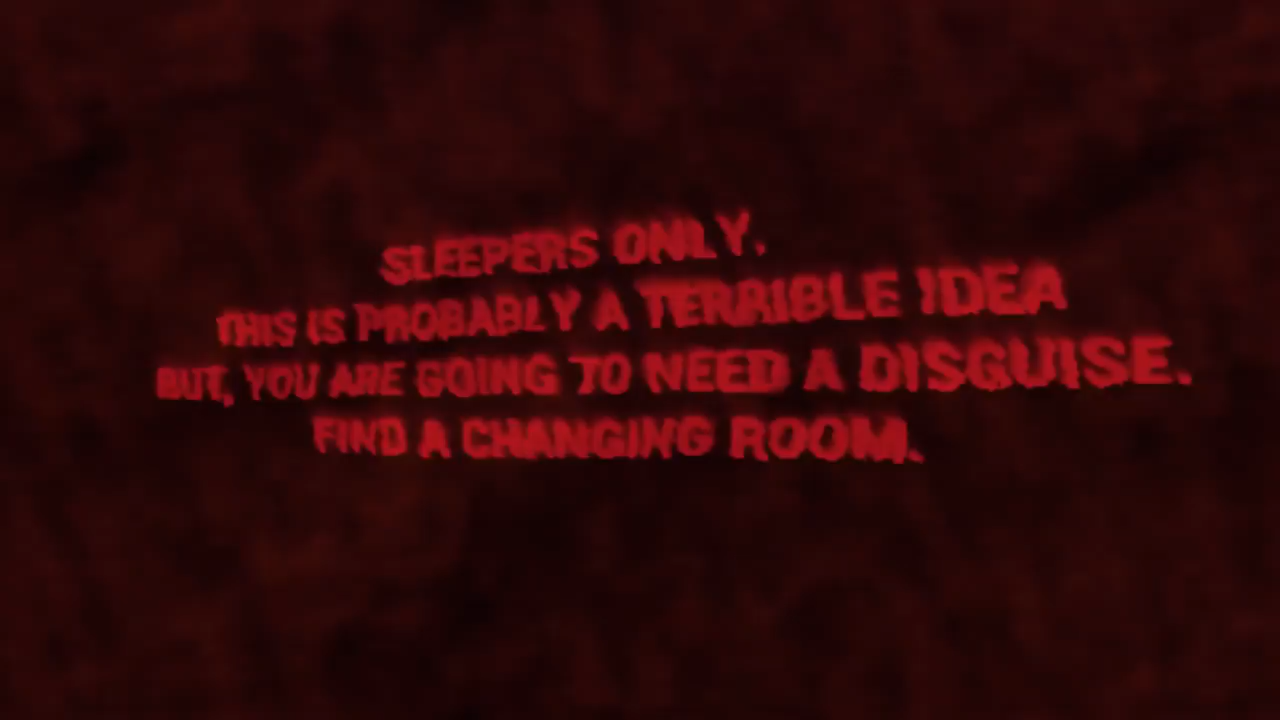 SLEEPERS ONLY.
THIS IS PROBABLY A TERRIBLE IDEA
BUT, YOU ARE GOING TO NEED A DISGUISE.
FIND A CHANGING ROOM.